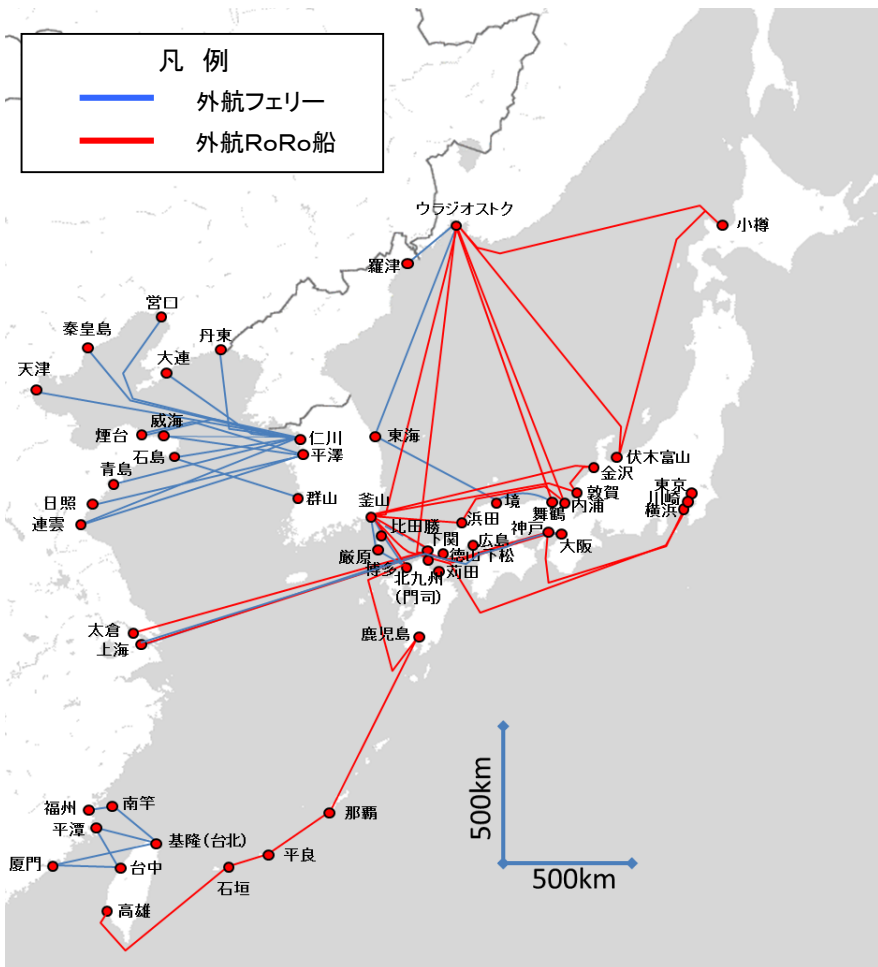 凡 例
外航フェリー
外航RoRo船
ウラジオストク
小樽
羅津
営口
秦皇島
丹東
大連
天津
威海
煙台
仁川
東海
石島
平澤
伏木富山
金沢
青島
群山
東京
日照
釜山
境
敦賀
川崎
舞鶴
内浦
横浜
連雲
浜田
比田勝
神戸
下関
広島
大阪
厳原
徳山下松
博多
苅田
北九州
(門司)
太倉
鹿児島
上海
500km
500km
福州
南竿
那覇
平潭
基隆(台北)
平良
厦門
台中
石垣
高雄